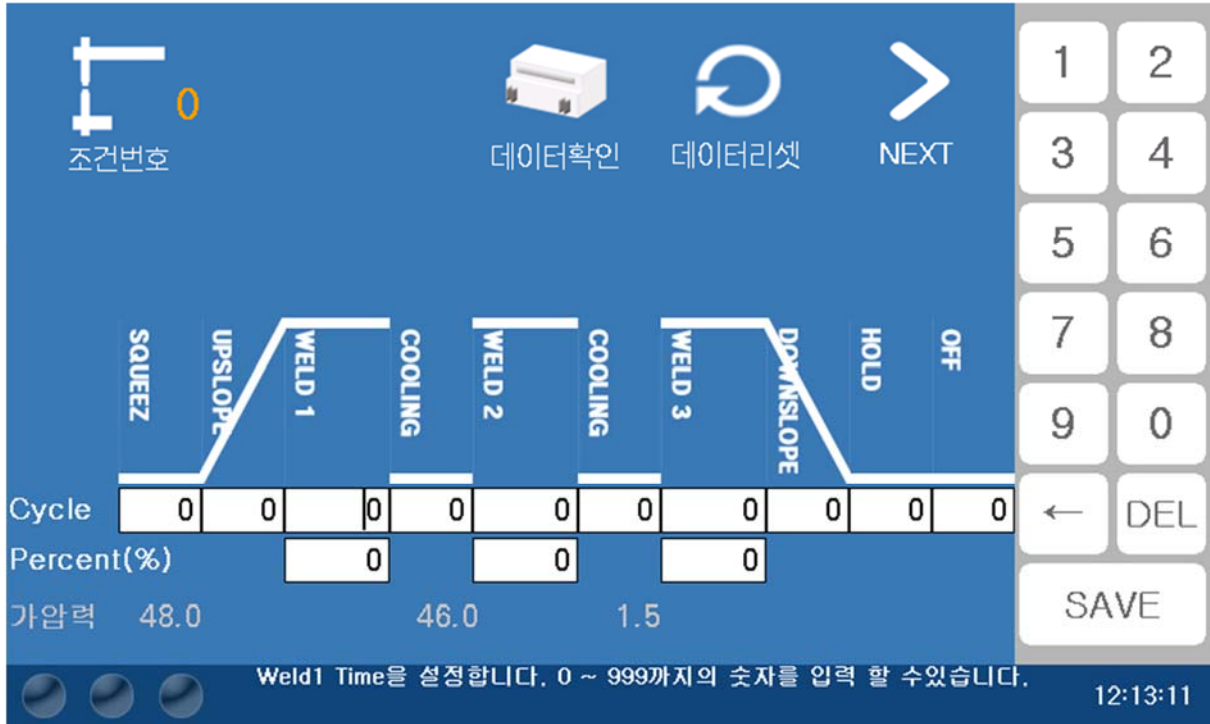 0
조건번호
데이터확인
데이터리셋
NEXT
SQUEEZ
UPSLOPE
WELD 1
COOLING
WELD 2
COOLING
WELD 3
DOWNSLOPE
HOLD
OFF
Cycle 0 0 0 0 0 0 0 0 0 0
Percent(%) 0 0 0
가압력 48.0 46.0 1.5
Weld1 Time을 설정합니다. 0 ~ 999까지의 숫자를 입력 할 수있습니다.
12:13:11
1 2
3 4
5 6
7 8
9 0
← DEL
SAVE